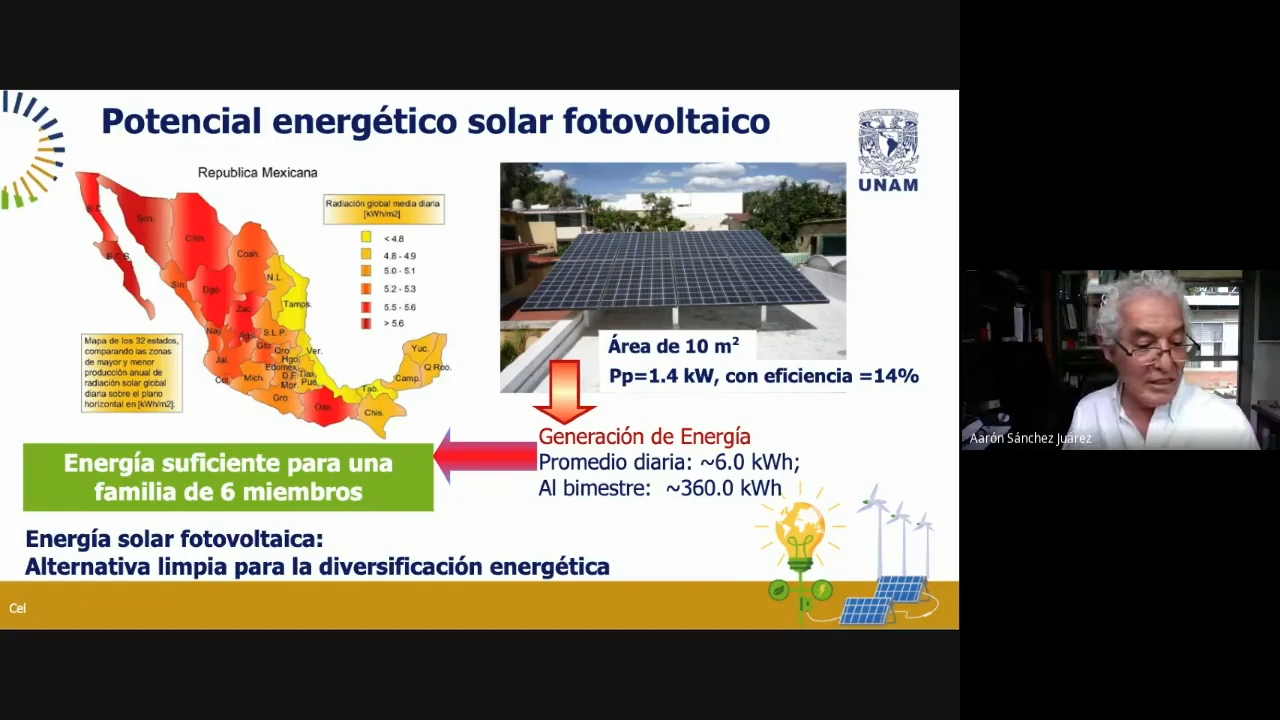 Potencial energético solar fotovoltaico
UNAM
Republica Mexicana
Radiación global media diaria
[kWh/m2]
< 4.8
4.8 - 4.9
5.0 - 5.1
5.2 - 5.3
5.5 - 5.6
> 5.6
B.C.
Son.
Chih.
B.C.S.
Coah.
Sin.
N.L.
Dgo.
Tamps.
Zac.
Nay.
Ags.
S.L.P.
Gto.
Jal.
Qro
Hgo.
Ver.
Edomex.
Col.
Mich.
D.F.
Tlax.
Mor.
Pue.
Gro.
Oax.
Tab.
Chis.
Camp.
Yuc.
Q Roo.
Mapa de los 32 estados,
comparando las zonas
de mayor y menor
producción anual de
radiación solar global
diaria sobre el plano
horizontal en [kWh/m2].
Área de 10 m²
Pp=1.4 kW, con eficiencia =14%
Generación de Energía
Promedio diaria: ~6.0 kWh;
Al bimestre: ~360.0 kWh
Energía suficiente para una
familia de 6 miembros
Energía solar fotovoltaica:
Alternativa limpia para la diversificación energética
Cel
Aarón Sánchez Juárez